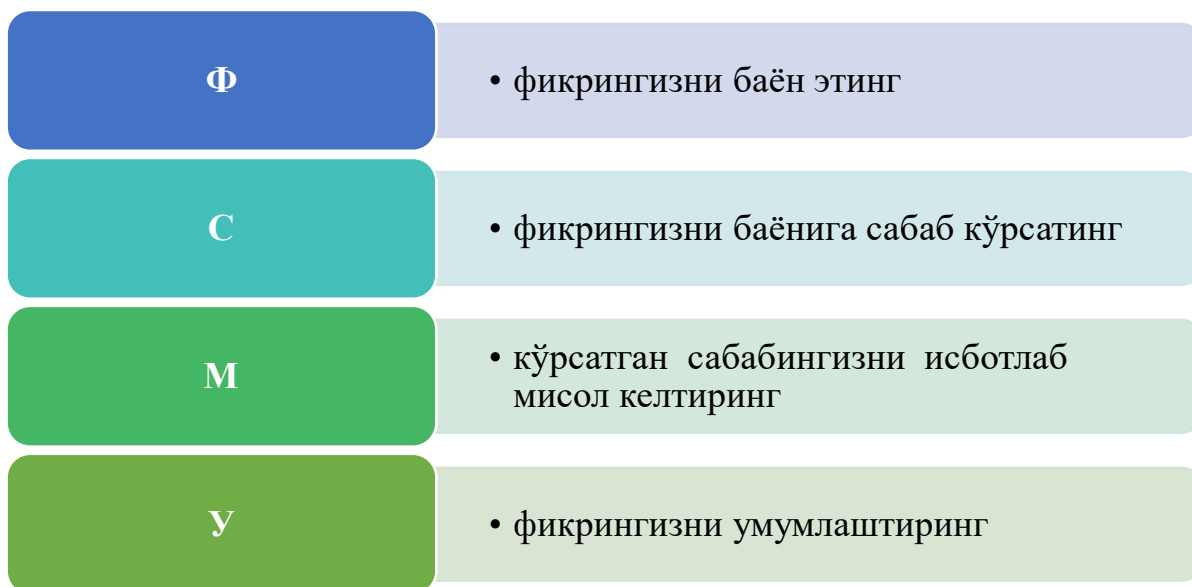 Ф
• фикрингизни баён этинг
С
• фикрингизни баёнига сабаб кўрсатинг
М
• кўрсатган сабабингизни исботлаб
мисол келтиринг
У
• фикрингизни умумлаштиринг